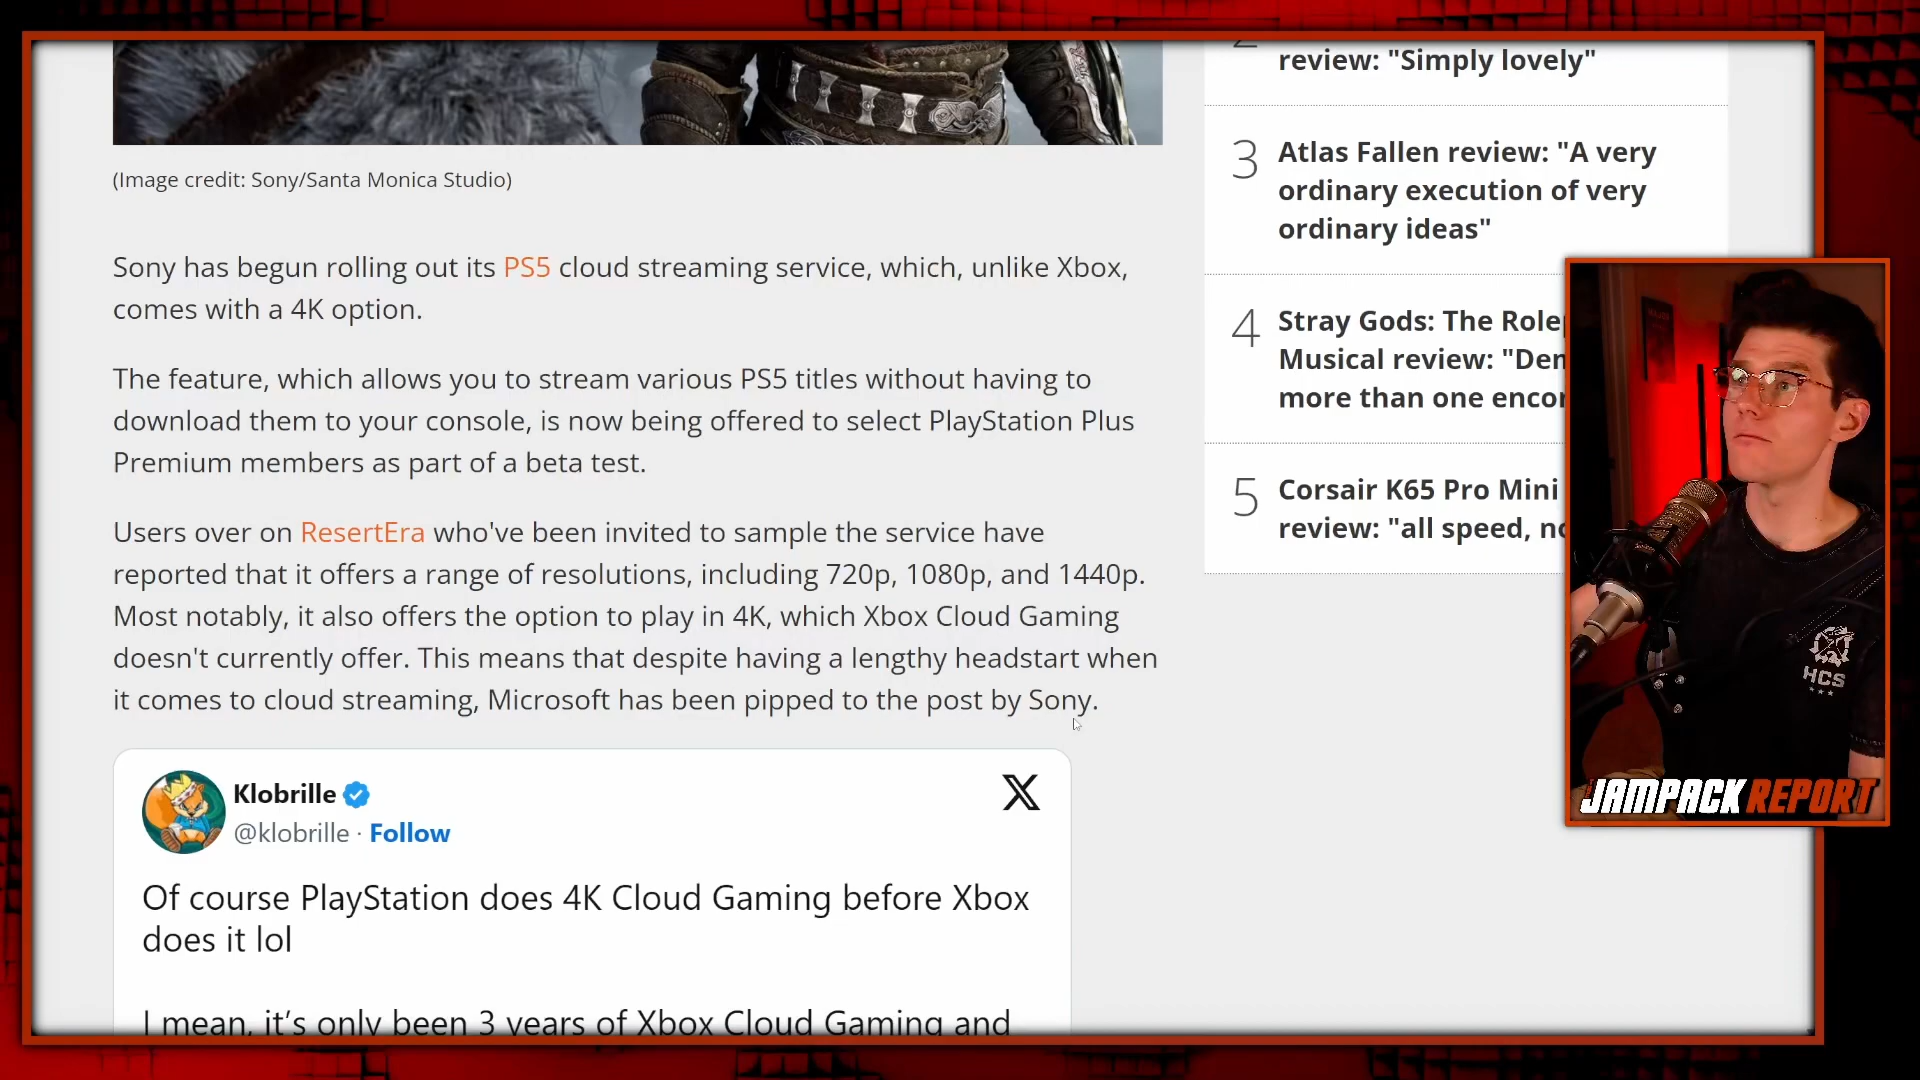 (Image credit: Sony/Santa Monica Studio)
Sony has begun rolling out its PS5 cloud streaming service, which, unlike Xbox,
comes with a 4K option.
The feature, which allows you to stream various PS5 titles without having to
download them to your console, is now being offered to select PlayStation Plus
Premium members as part of a beta test.
Users over on ResertEra who've been invited to sample the service have
reported that it offers a range of resolutions, including 720p, 1080p, and 1440p.
Most notably, it also offers the option to play in 4K, which Xbox Cloud Gaming
doesn't currently offer. This means that despite having a lengthy headstart when
it comes to cloud streaming, Microsoft has been pipped to the post by Sony.
Klobrille
@klobrille · Follow
X
Of course PlayStation does 4K Cloud Gaming before Xbox
does it lol
I mean, it's only been 3 years of Xbox Cloud Gaming and
review: "Simply lovely"
3 Atlas Fallen review: "A very
ordinary execution of very
ordinary ideas"
4 Stray Gods: The
Musical review:
more than one
5 Corsair K65 Pro Mini
review: "all speed,
HCS
JAMPACK REPORT